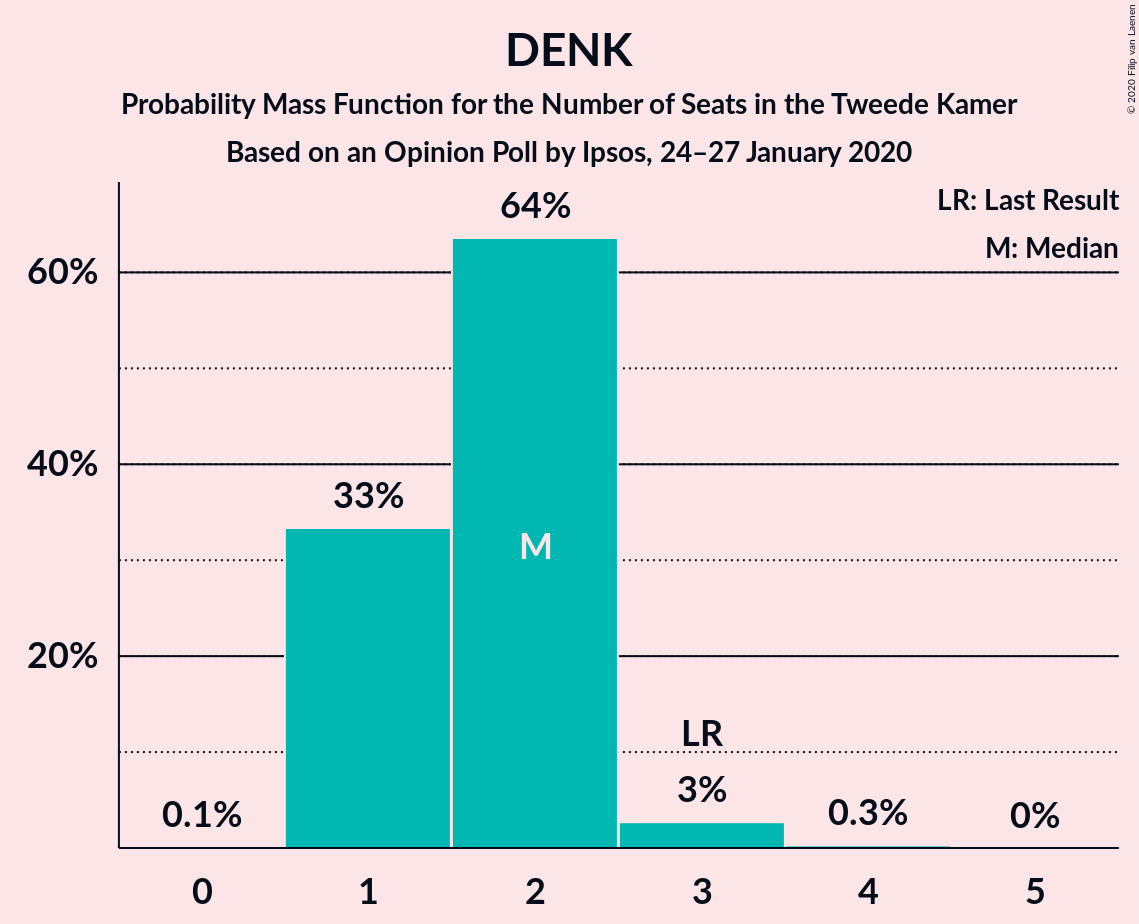 DENK
Probability Mass Function for the Number of Seats in the Tweede Kamer
Based on an Opinion Poll by Ipsos, 24–27 January 2020
© 2020 Filip van Laenen
LR: Last Result
M: Median
64%
60%
40%
33%
M
20%
LR
3%
0.1%
0.3%
0%
0 1 2 3 4 5